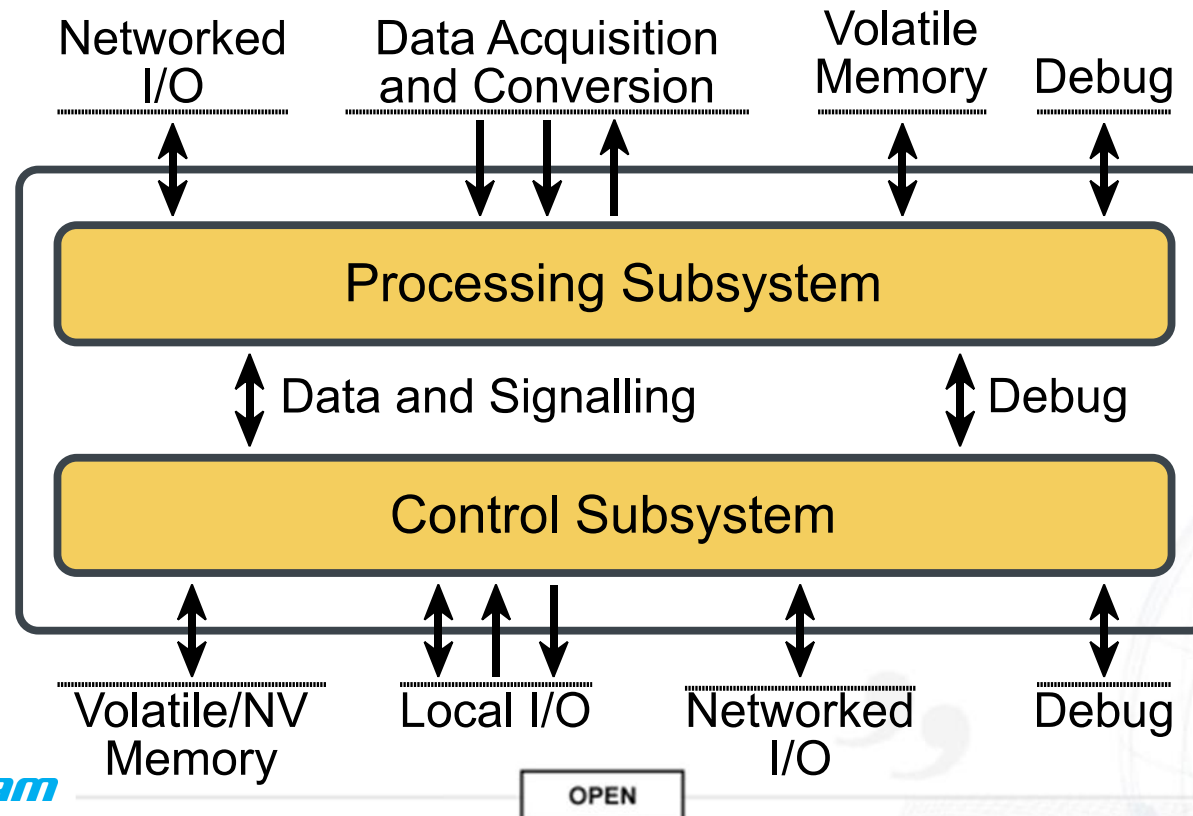 Networked
I/O
Data Acquisition
and Conversion
Volatile
Memory
Debug
Processing Subsystem
Data and Signalling
Debug
Control Subsystem
Volatile/NV
Memory
Local I/O
Networked
I/O
Debug
am
OPEN